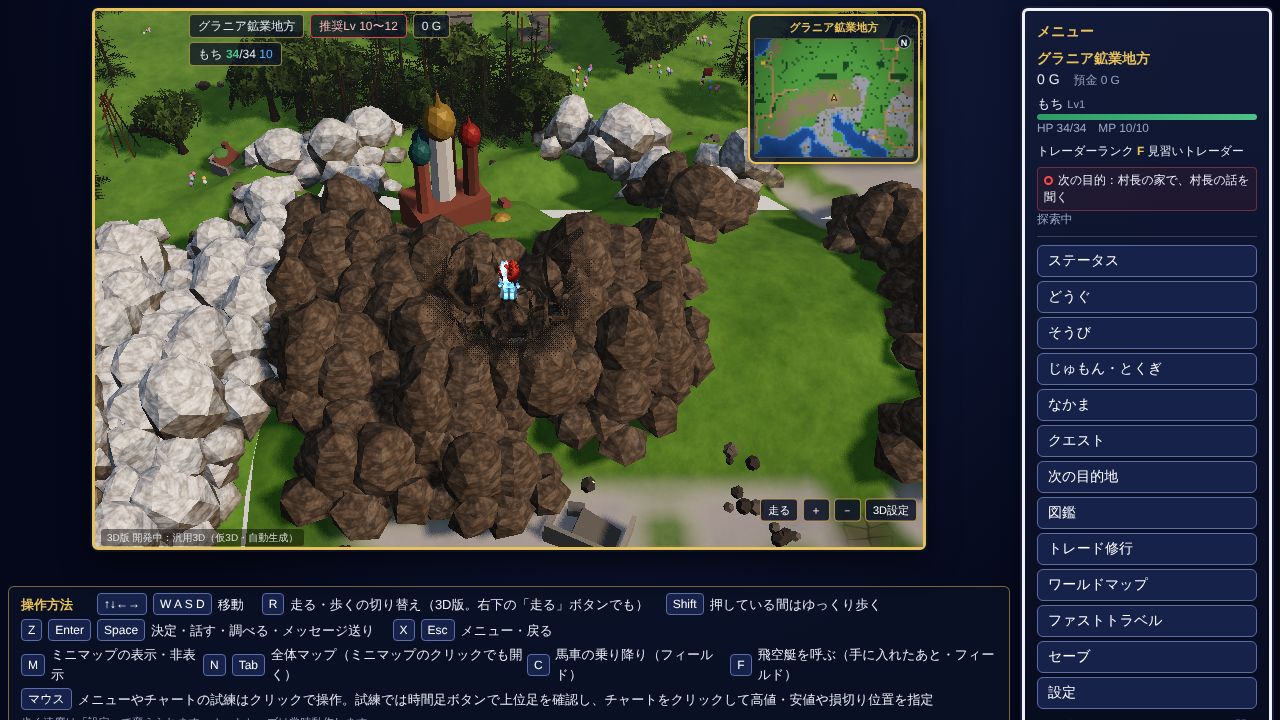 グラニア鉱業地方 推奨Lv 10〜12 0 G
もち 34/34 10
グラニア鉱業地方
N
走る ＋ － 3D設定
3D版 開発中：汎用3D（仮3D・自動生成）
メニュー
グラニア鉱業地方
0 G 預金 0 G
もち Lv1
HP 34/34 MP 10/10
トレーダーランク F 見習いトレーダー
次の目的：村長の家で、村長の話を
聞く
探索中
ステータス
どうぐ
そうび
じゅもん・とくぎ
なかま
クエスト
次の目的地
図鑑
トレード修行
ワールドマップ
ファストトラベル
セーブ
設定
操作方法 ↑↓←→ W A S D 移動 R 走る・歩くの切り替え（3D版。右下の「走る」ボタンでも） Shift 押している間はゆっくり歩く
Z Enter Space 決定・話す・調べる・メッセージ送り X Esc メニュー・戻る
M ミニマップの表示・非表示 N Tab 全体マップ（ミニマップのクリックでも開く） C 馬車の乗り降り（フィールド） F 飛空艇を呼ぶ（手に入れたあと・フィールド）
マウス メニューやチャートの試練はクリックで操作。試練では時間足ボタンで上位足を確認し、チャートをクリックして高値・安値や損切り位置を指定